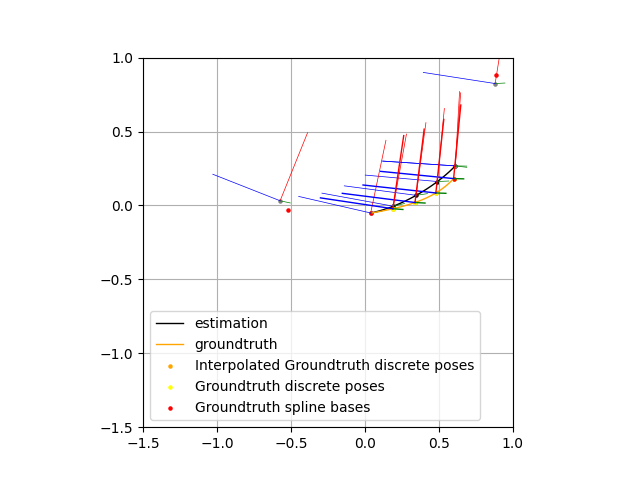 1.0
0.5
0.0
−0.5
−1.0
−1.5
estimation
groundtruth
Interpolated Groundtruth discrete poses
Groundtruth discrete poses
Groundtruth spline bases
−1.5 −1.0 −0.5 0.0 0.5 1.0